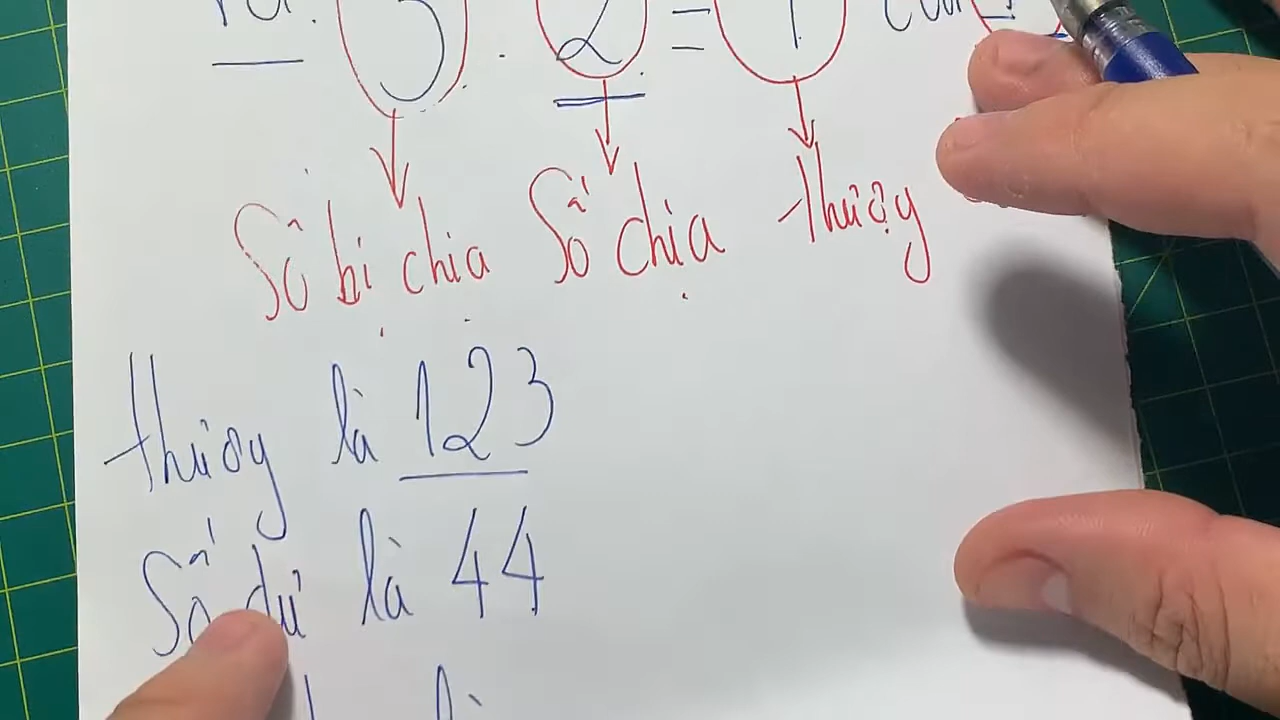 3 : 2 = 1
Số bị chia Số chia thương
thương là 123
Số dư là 44